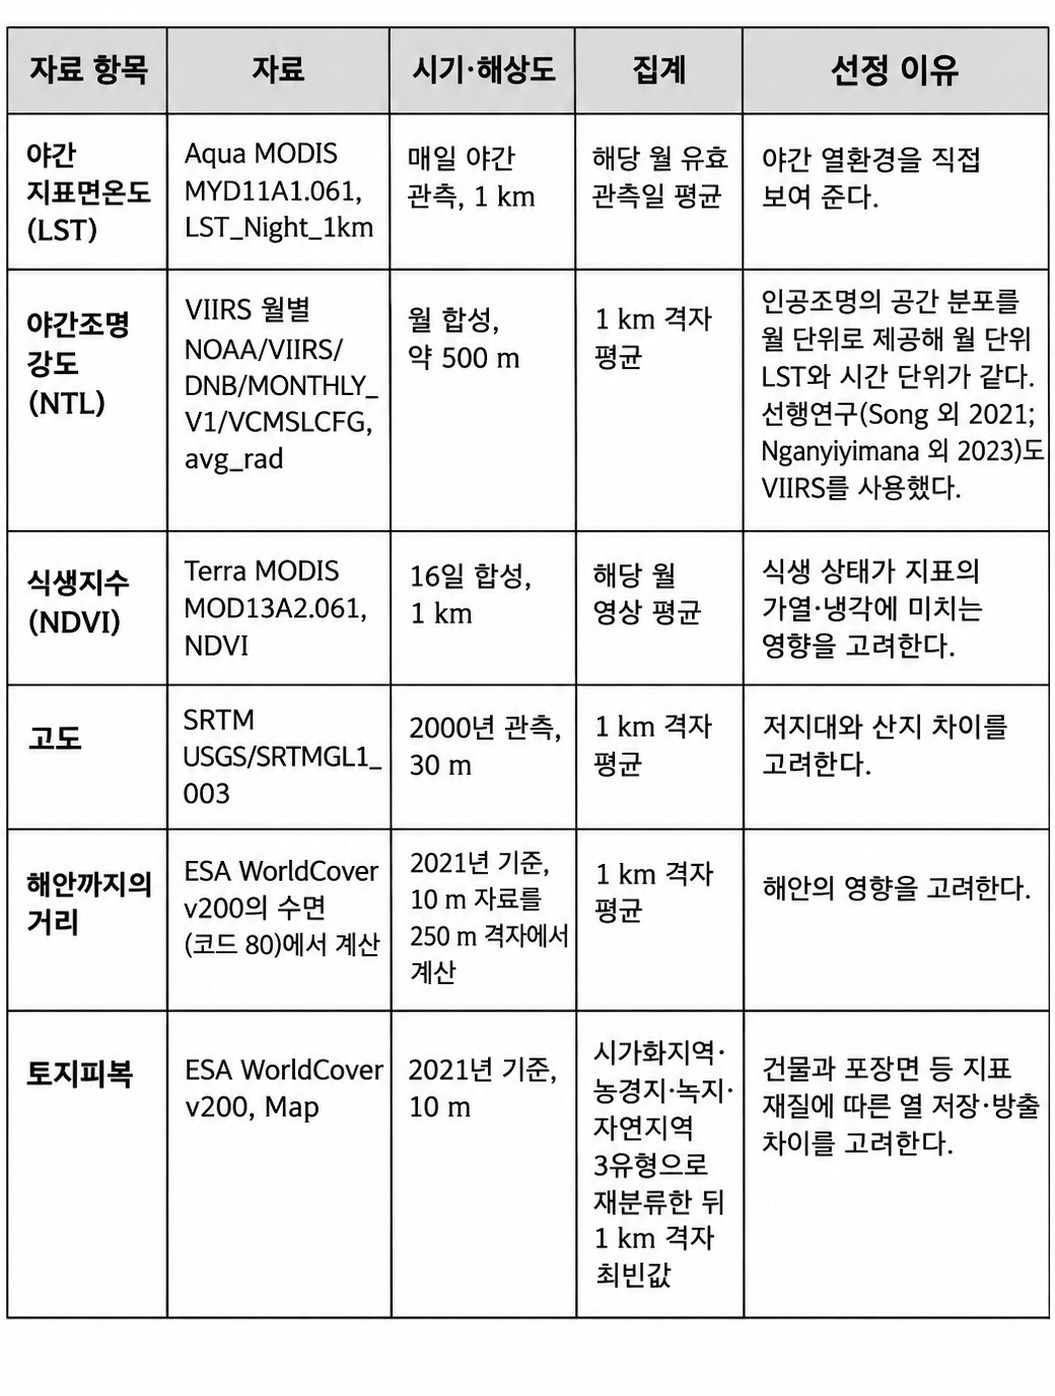 자료 항목
자료
시기·해상도
집계
선정 이유
야간
지표면온도
(LST)
Aqua MODIS
MYD11A1.061,
LST_Night_1km
매일 야간
관측, 1 km
해당 월 유효
관측일 평균
야간 열환경을 직접
보여 준다.
야간조명
강도
(NTL)
VIIRS 월별
NOAA/VIIRS/
DNB/MONTHLY_
V1/VCMSLCFG,
avg_rad
월 합성,
약 500 m
1 km 격자
평균
인공조명의 공간 분포를
월 단위로 제공해 월 단위
LST와 시간 단위가 같다.
선행연구(Song 외 2021;
Nganyiyimana 외 2023)도
VIIRS를 사용했다.
식생지수
(NDVI)
Terra MODIS
MOD13A2.061,
NDVI
16일 합성,
1 km
해당 월
영상 평균
식생 상태가 지표의
가열·냉각에 미치는
영향을 고려한다.
고도
SRTM
USGS/SRTMGL1_
003
2000년 관측,
30 m
1 km 격자
평균
저지대와 산지 차이를
고려한다.
해안까지의
거리
ESA WorldCover
v200의 수면
(코드 80)에서 계산
2021년 기준,
10 m 자료를
250 m 격자에서
계산
1 km 격자
평균
해안의 영향을 고려한다.
토지피복
ESA WorldCover
v200, Map
2021년 기준,
10 m
시가화지역·
농경지·녹지·
자연지역
3유형으로
재분류한 뒤
1 km 격자
최빈값
건물과 포장면 등 지표
재질에 따른 열 저장·방출
차이를 고려한다.